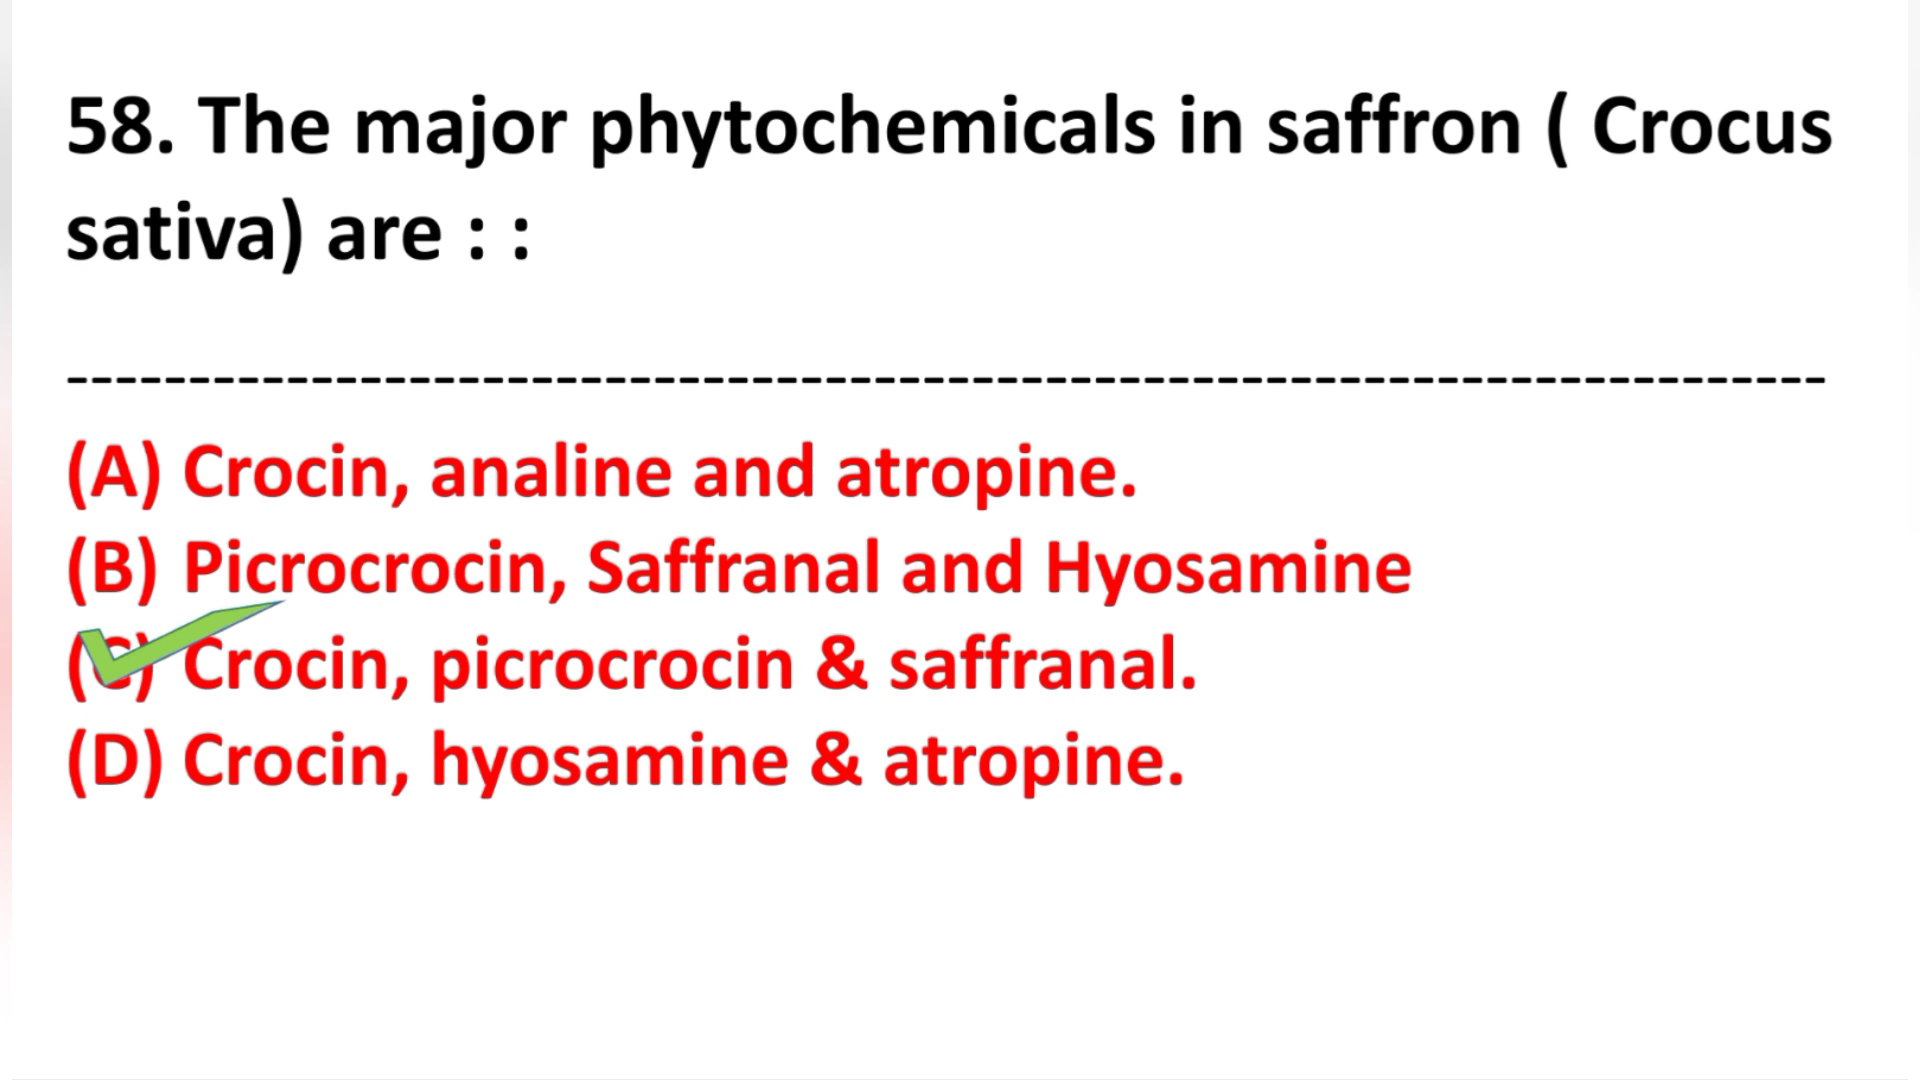 58. The major phytochemicals in saffron ( Crocus
sativa) are : :
------------------------------------------------------------------------
(A) Crocin, analine and atropine.
(B) Picrocrocin, Saffranal and Hyosamine
(C) Crocin, picrocrocin & saffranal.
(D) Crocin, hyosamine & atropine.